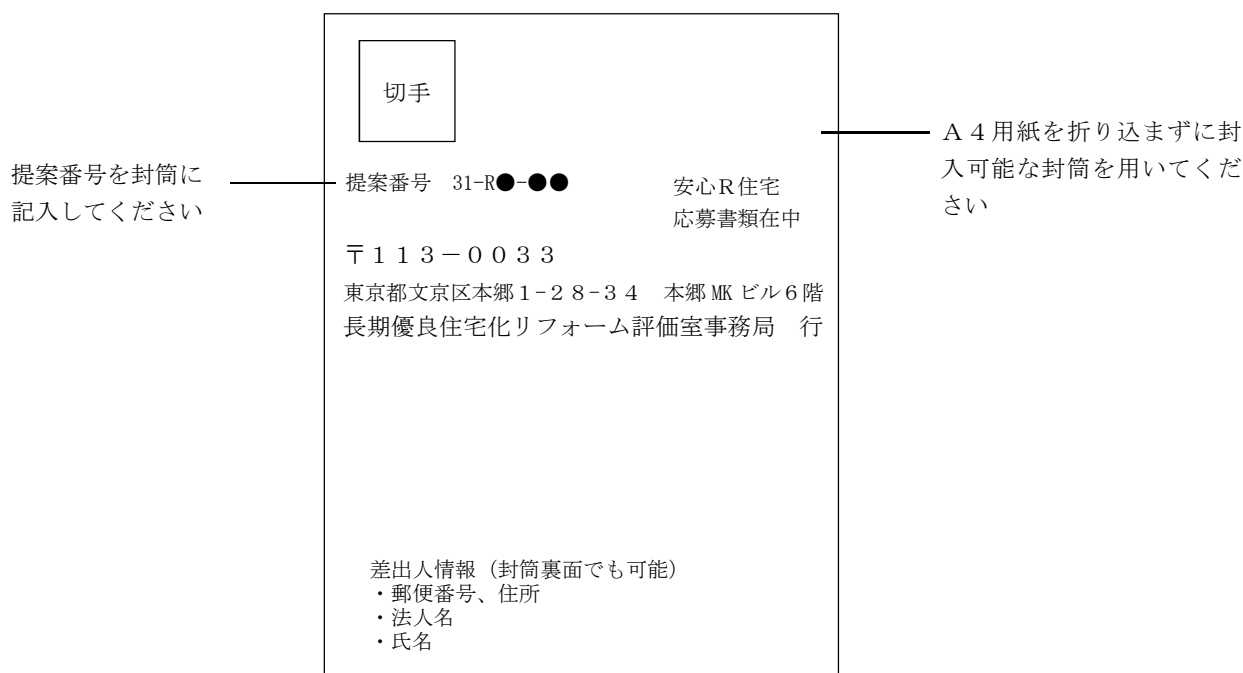 切手
提案番号を封筒に
記入してください
提案番号　31-R●-●●
安心Ｒ住宅
応募書類在中
Ａ４用紙を折り込まずに封
入可能な封筒を用いてくだ
さい
〒１１３－００３３
東京都文京区本郷１-２８-３４　本郷 MK ビル６階
長期優良住宅化リフォーム評価室事務局　行
差出人情報（封筒裏面でも可能）
・郵便番号、住所
・法人名
・氏名